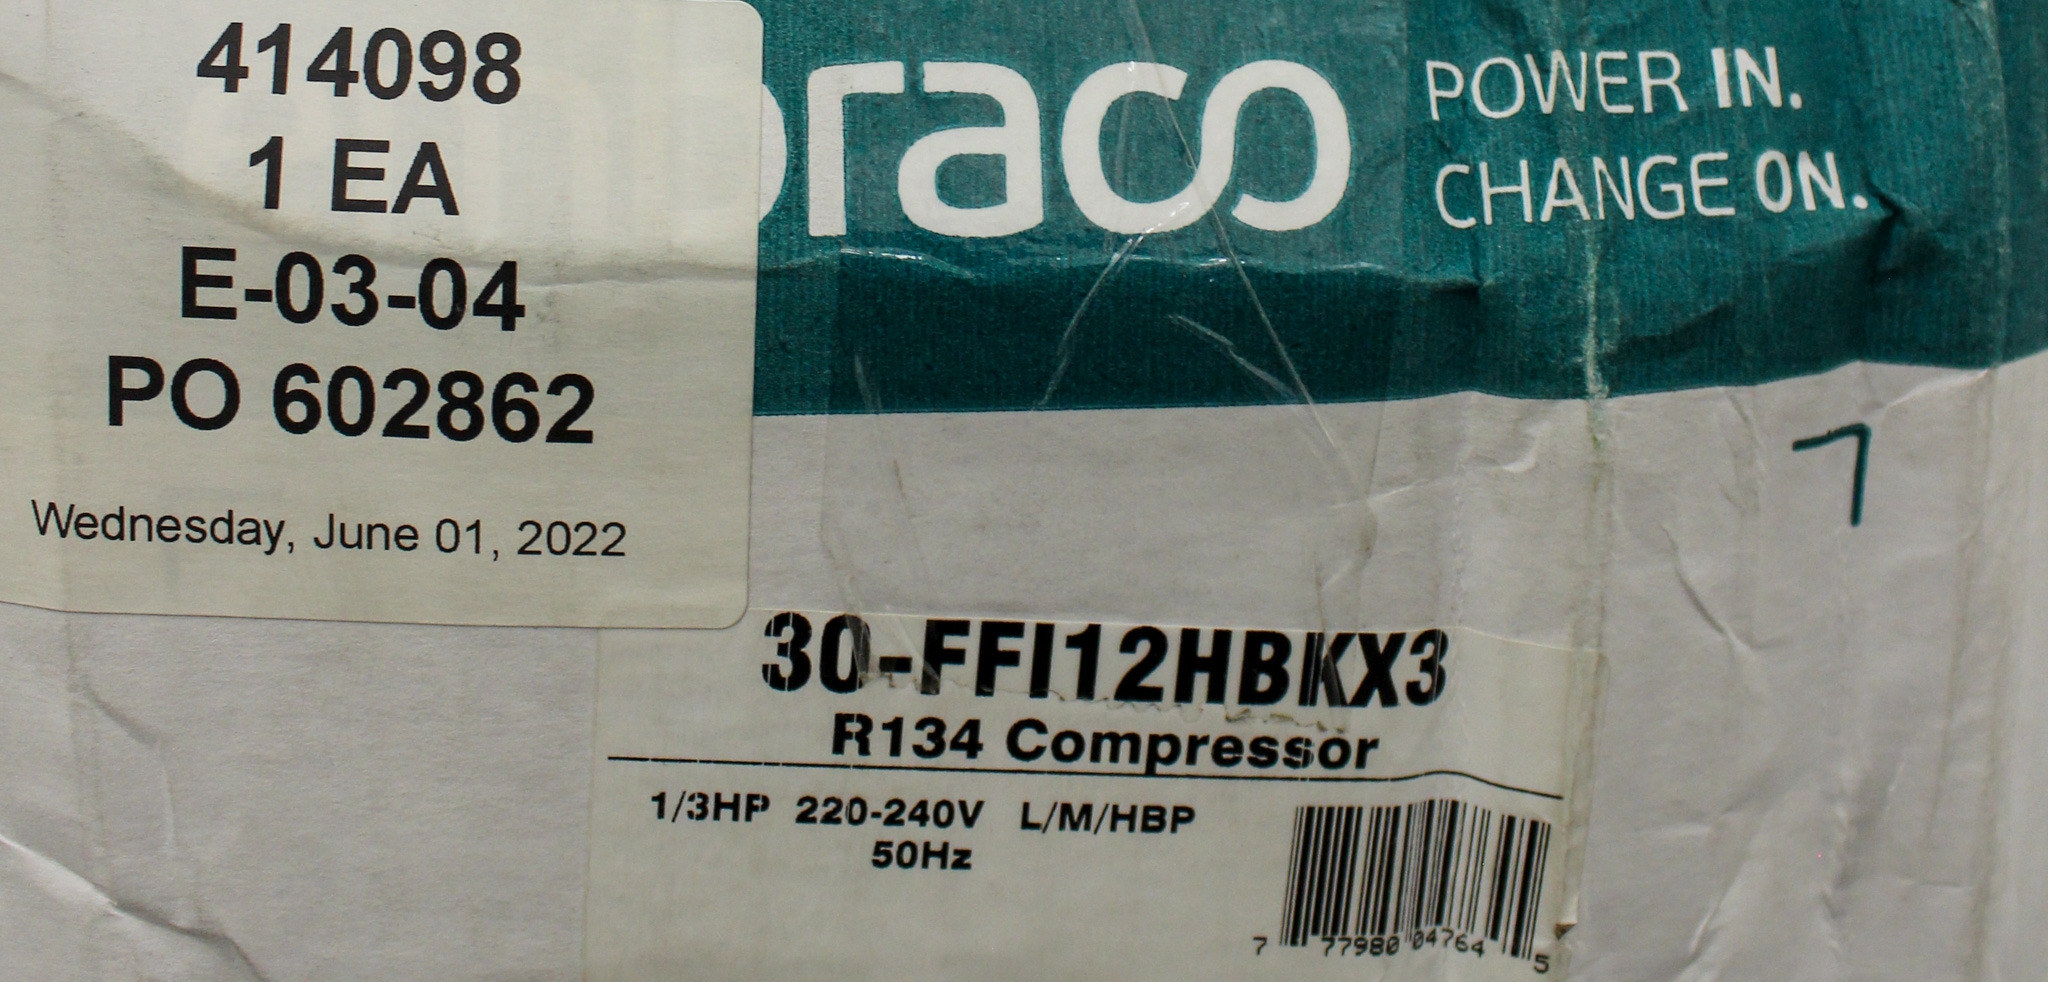 414098
1 EA
E-03-04
PO 602862
Wednesday, June 01, 2022
braco
POWER IN.
CHANGE ON.
7
30-FFI12HBKX3
R134 Compressor
1/3HP 220-240V L/M/HBP
50Hz
7 77980 04764 5